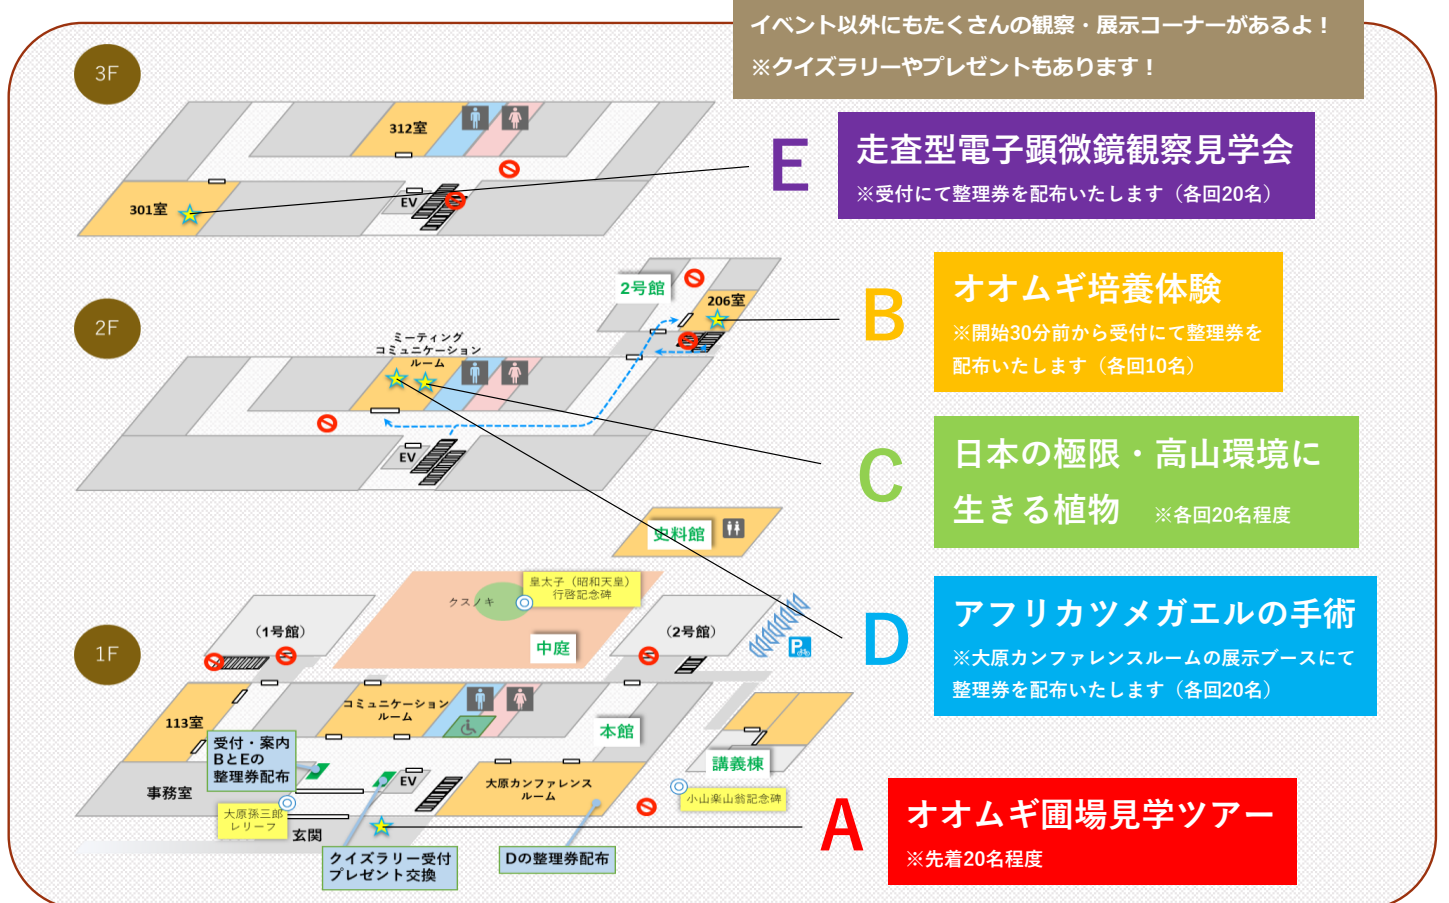 イベント以外にもたくさんの観察・展示コーナーがあるよ！
※クイズラリーやプレゼントもあります！
3F
312室
301室
EV
E
走査型電子顕微鏡観察見学会
※受付にて整理券を配布いたします（各回20名）
2F
2号館
206室
ミーティング
コミュニケーション
ルーム
EV
B
オオムギ培養体験
※開始30分前から受付にて整理券を
配布いたします（各回10名）
C
日本の極限・高山環境に
生きる植物 ※各回20名程度
史料館
皇太子（昭和天皇）
行啓記念碑
クスノキ
中庭
1F
（1号館）
（2号館）
P
D
アフリカツメガエルの手術
※大原カンファレンスルームの展示ブースにて
整理券を配布いたします（各回20名）
113室
コミュニケーション
ルーム
本館
講義棟
受付・案内
BとEの
整理券配布
事務室
EV
大原カンファレンス
ルーム
小山楽山翁記念碑
大原孫三郎
レリーフ
玄関
クイズラリー受付
プレゼント交換
Dの整理券配布
A
オオムギ圃場見学ツアー
※先着20名程度